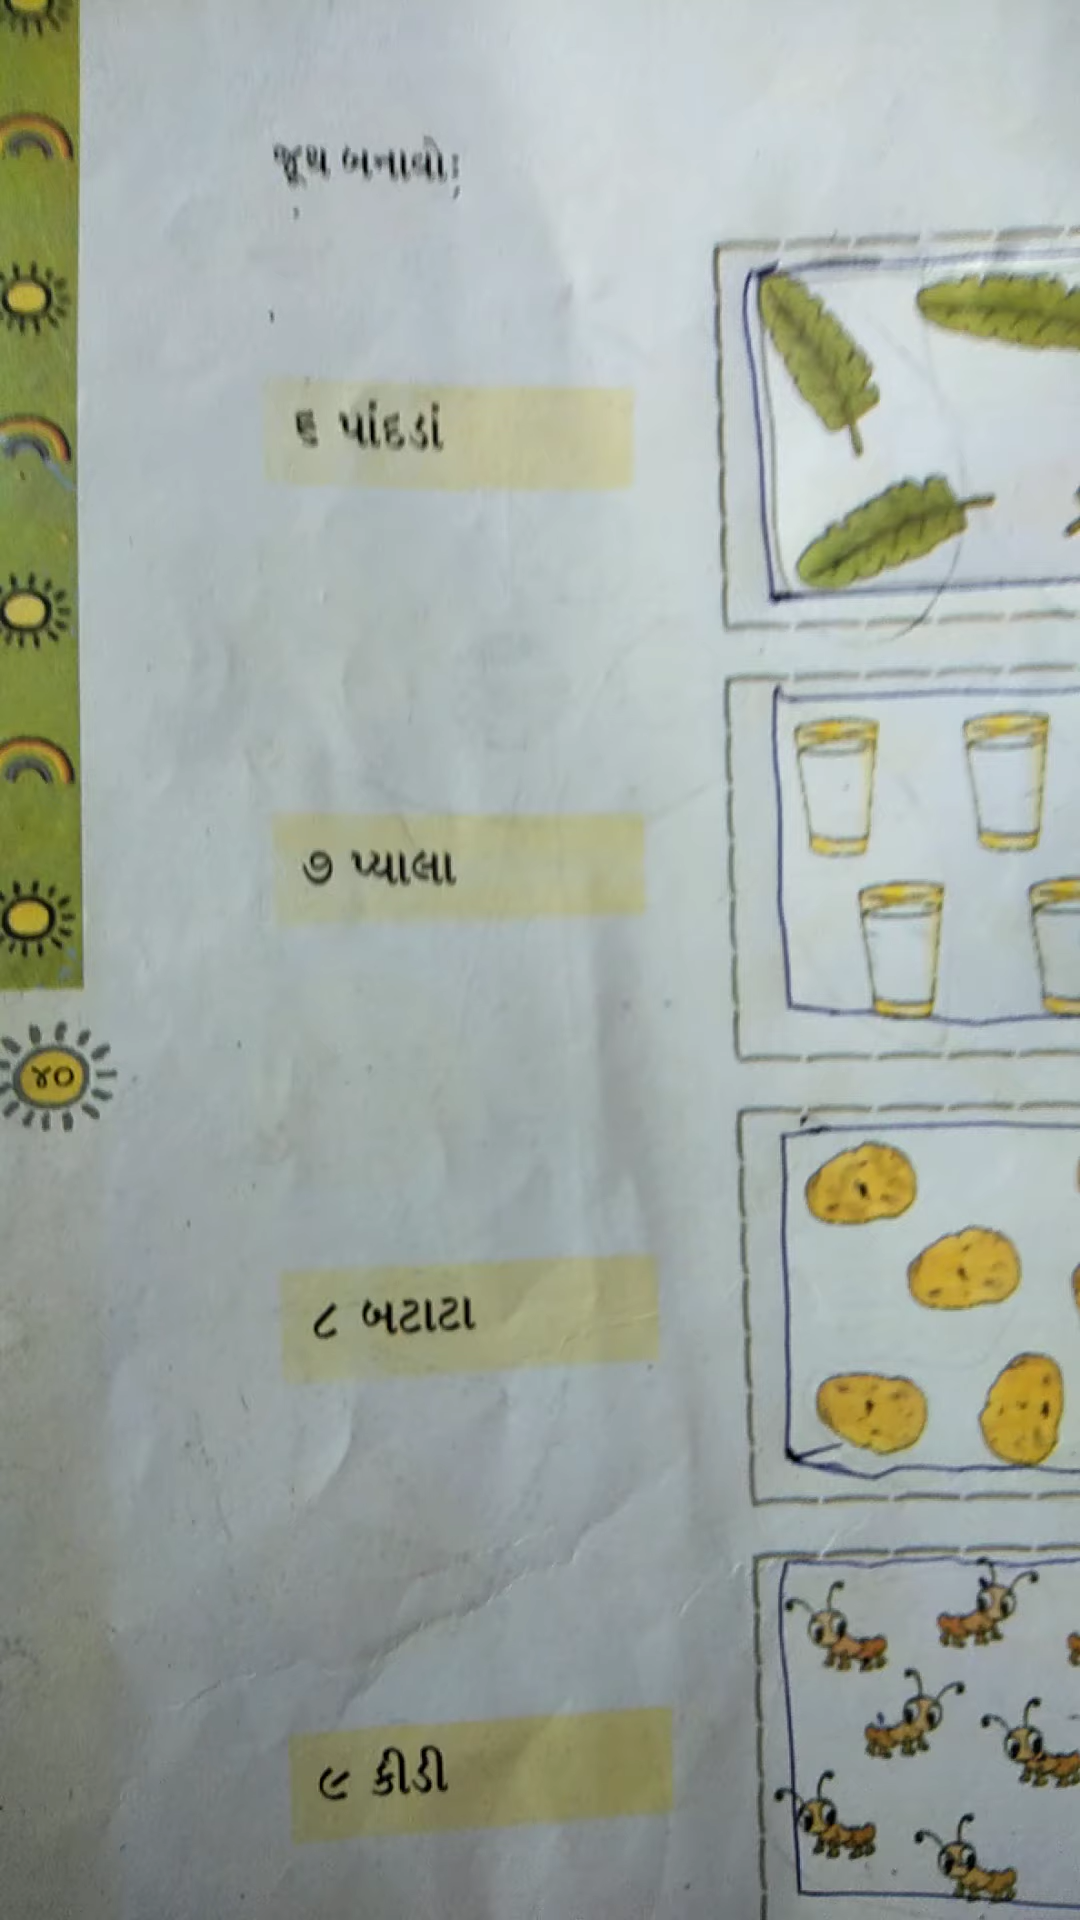 જૂથ બનાવો:
૬ પાંદડાં
૭ પ્યાલા
૪૦
૮ બટાટા
૯ કીડી